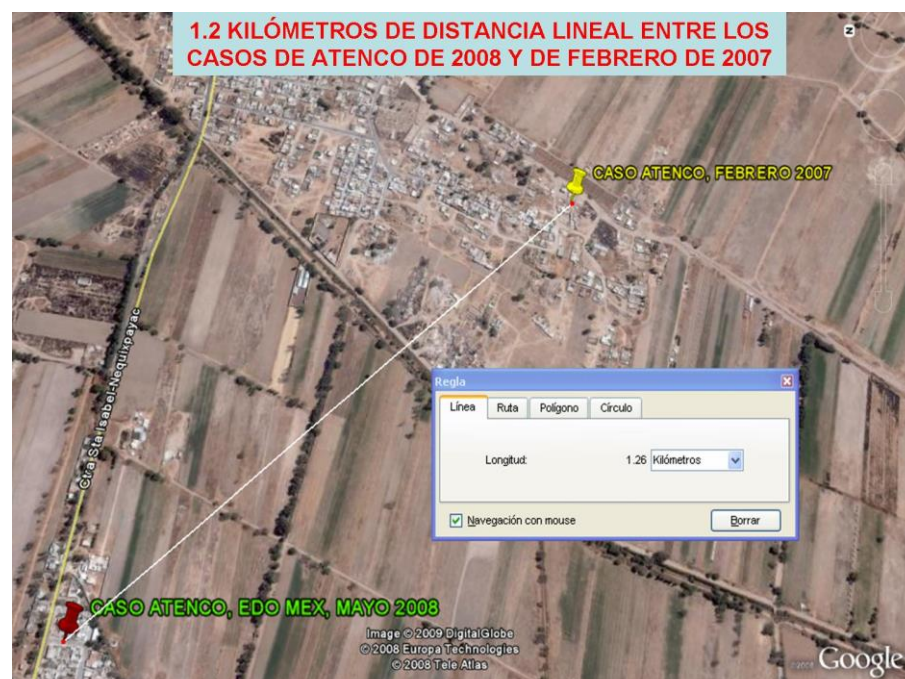 1.2 KILÓMETROS DE DISTANCIA LINEAL ENTRE LOS
CASOS DE ATENCO DE 2008 Y DE FEBRERO DE 2007
CASO ATENCO, FEBRERO 2007
Ctra Sta Isabel-Nequixpayac
Regla
Línea Ruta Polígono Círculo
Longitud: 1.26 Kilómetros
Navegación con mouse Borrar
CASO ATENCO, EDO MEX, MAYO 2008
Image © 2009 DigitalGlobe
© 2008 Europa Technologies
© 2008 Tele Atlas
Google